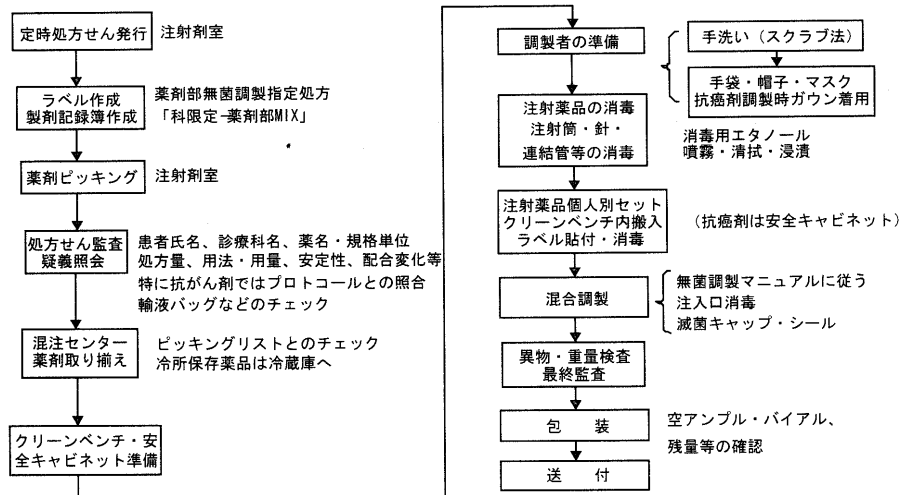 定時処方せん発行
注射剤室
ラベル作成
製剤記録簿作成
薬剤部無菌調製指定処方
「科限定-薬剤部MIX」
薬剤ピッキング
注射剤室
処方せん監査
疑義照会
患者氏名、診療科名、薬名・規格単位
処方量、用法・用量、安定性、配合変化等
特に抗がん剤ではプロトコールとの照合
輸液バッグなどのチェック
混注センター
薬剤取り揃え
ピッキングリストとのチェック
冷所保存薬品は冷蔵庫へ
クリーンベンチ・安
全キャビネット準備
調製者の準備
手洗い（スクラブ法）
手袋・帽子・マスク
抗癌剤調製時ガウン着用
注射薬品の消毒
注射筒・針・
連結管等の消毒
消毒用エタノール
噴霧・清拭・浸漬
注射薬品個人別セット
クリーンベンチ内搬入
ラベル貼付・消毒
（抗癌剤は安全キャビネット）
混合調製
無菌調製マニュアルに従う
注入口消毒
滅菌キャップ・シール
異物・重量検査
最終監査
包　装
空アンプル・バイアル、
残量等の確認
送　付